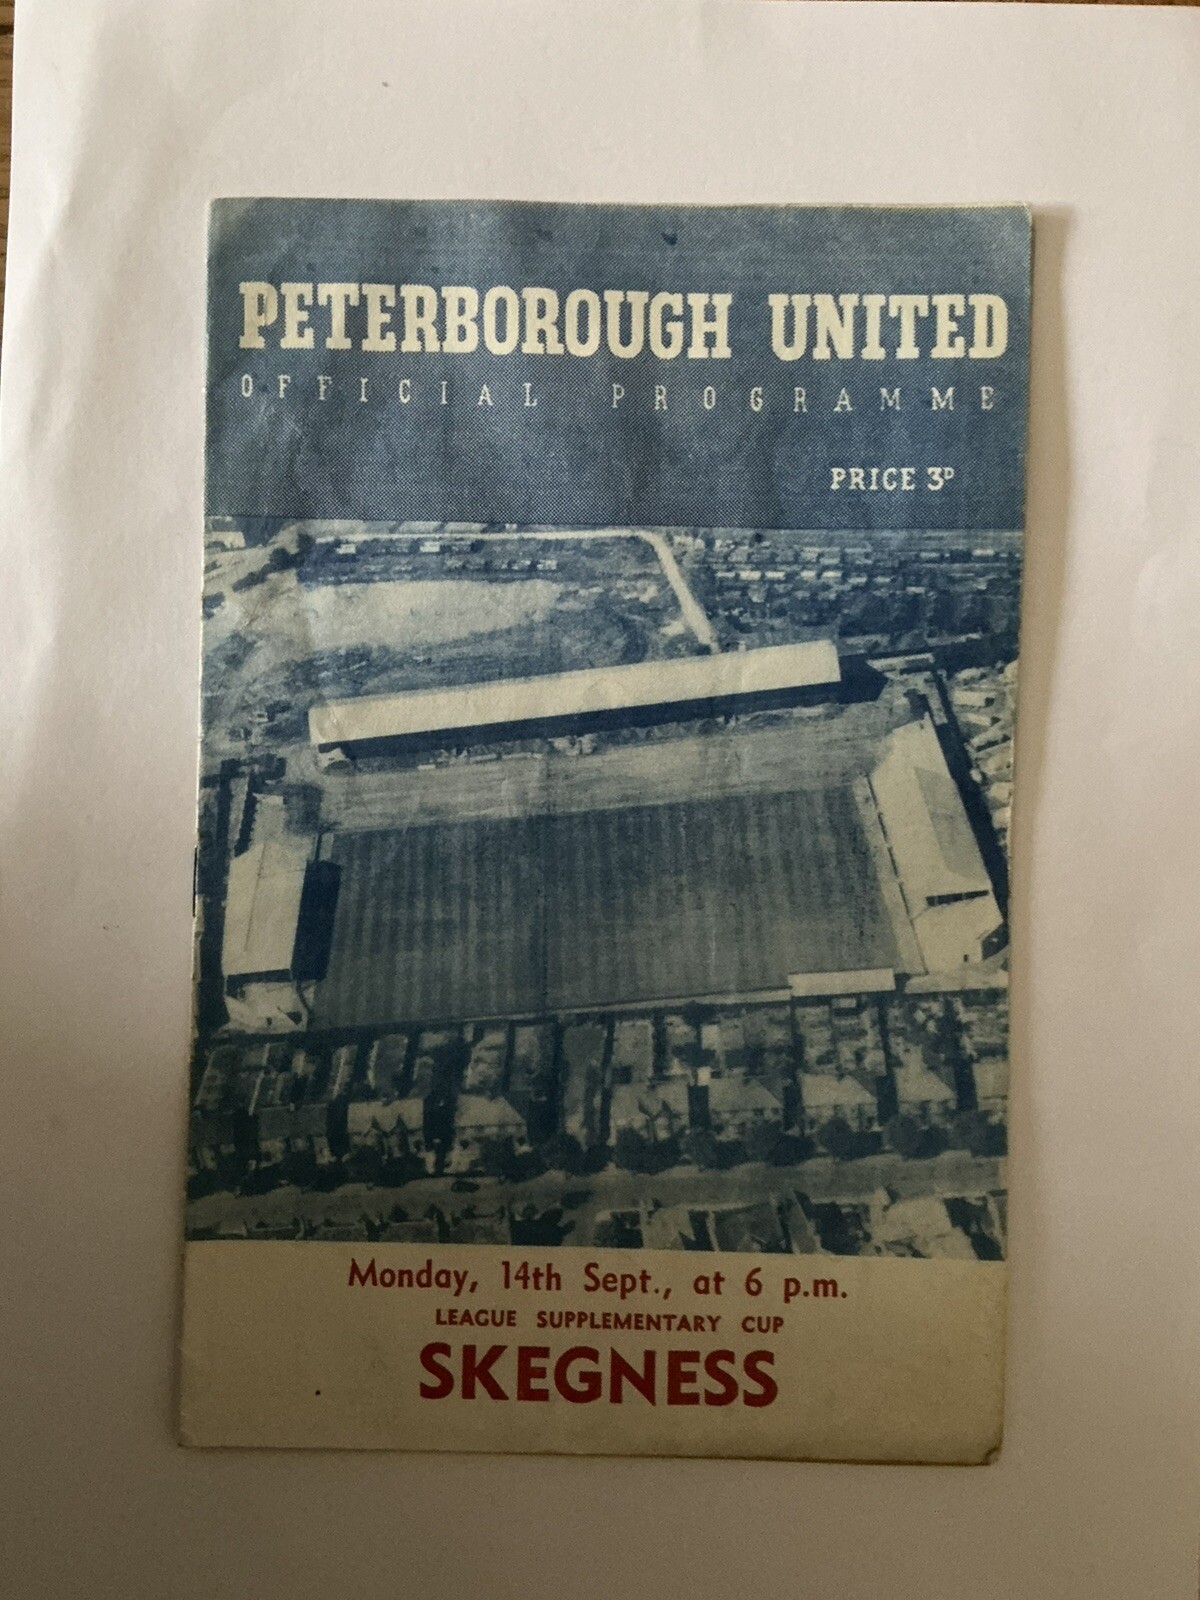 PETERBOROUGH UNITED
OFFICIAL PROGRAMME
PRICE 3D
Monday, 14th Sept., at 6 p.m.
LEAGUE SUPPLEMENTARY CUP
SKEGNESS